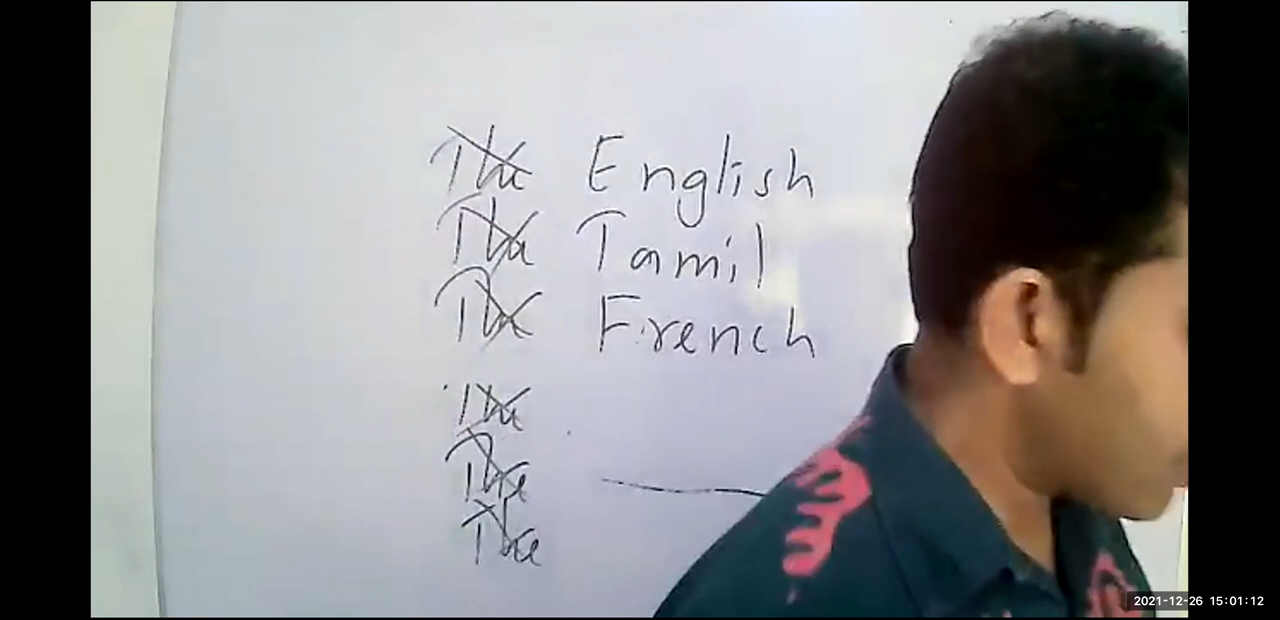 The English
The Tamil
The French
The
The
The
2021-12-26 15:01:12